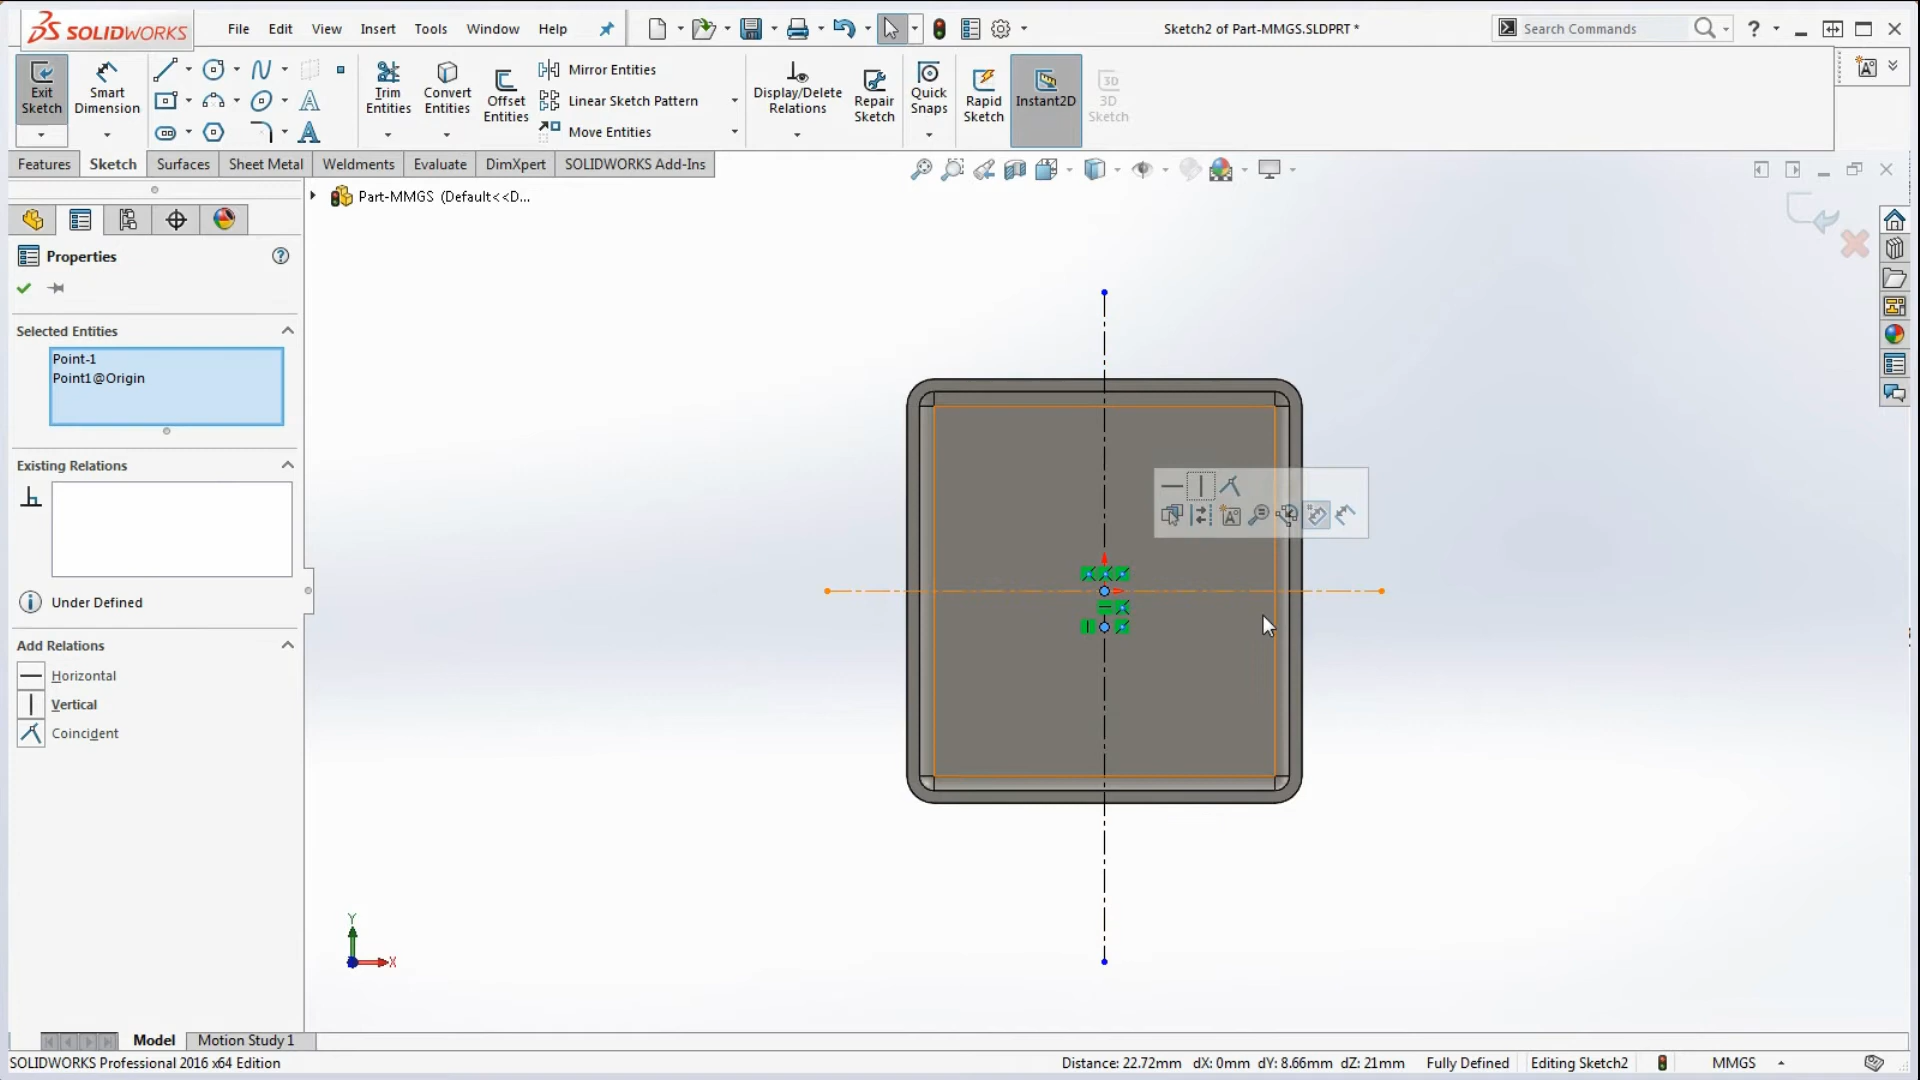 SOLIDWORKS
File Edit View Insert Tools Window Help
Sketch2 of Part-MMGS.SLDPRT *
Search Commands
?
Exit Sketch
Smart Dimension
Trim Entities
Convert Entities
Offset Entities
Mirror Entities
Linear Sketch Pattern
Move Entities
Display/Delete Relations
Repair Sketch
Quick Snaps
Rapid Sketch
Instant2D
3D Sketch
Features Sketch Surfaces Sheet Metal Weldments Evaluate DimXpert SOLIDWORKS Add-Ins
Part-MMGS (Default<<D...
Properties
Selected Entities
Point-1
Point1@Origin
Existing Relations
Under Defined
Add Relations
Horizontal
Vertical
Coincident
Y
X
Model Motion Study 1
SOLIDWORKS Professional 2016 x64 Edition
Distance: 22.72mm dX: 0mm dY: 8.66mm dZ: 21mm Fully Defined Editing Sketch2 MMGS